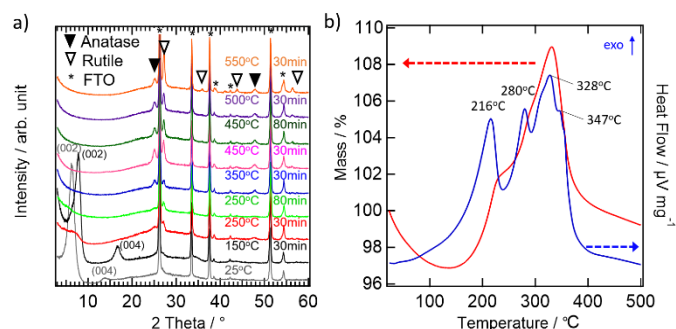 a)
▼ Anatase
▽ Rutile
* FTO
550°C 30min
500°C 30min
450°C 80min
450°C 30min
350°C 30min
250°C 80min
250°C 30min
150°C 30min
25°C
(002)
(002)
(004)
(004)
Intensity / arb. unit
0 10 20 30 40 50 60
2 Theta / °
b)
exo
110
108
106
104
102
100
98
96
216°C
280°C
328°C
347°C
Mass / %
Heat Flow / µV mg⁻¹
100 200 300 400 500
Temperature / °C